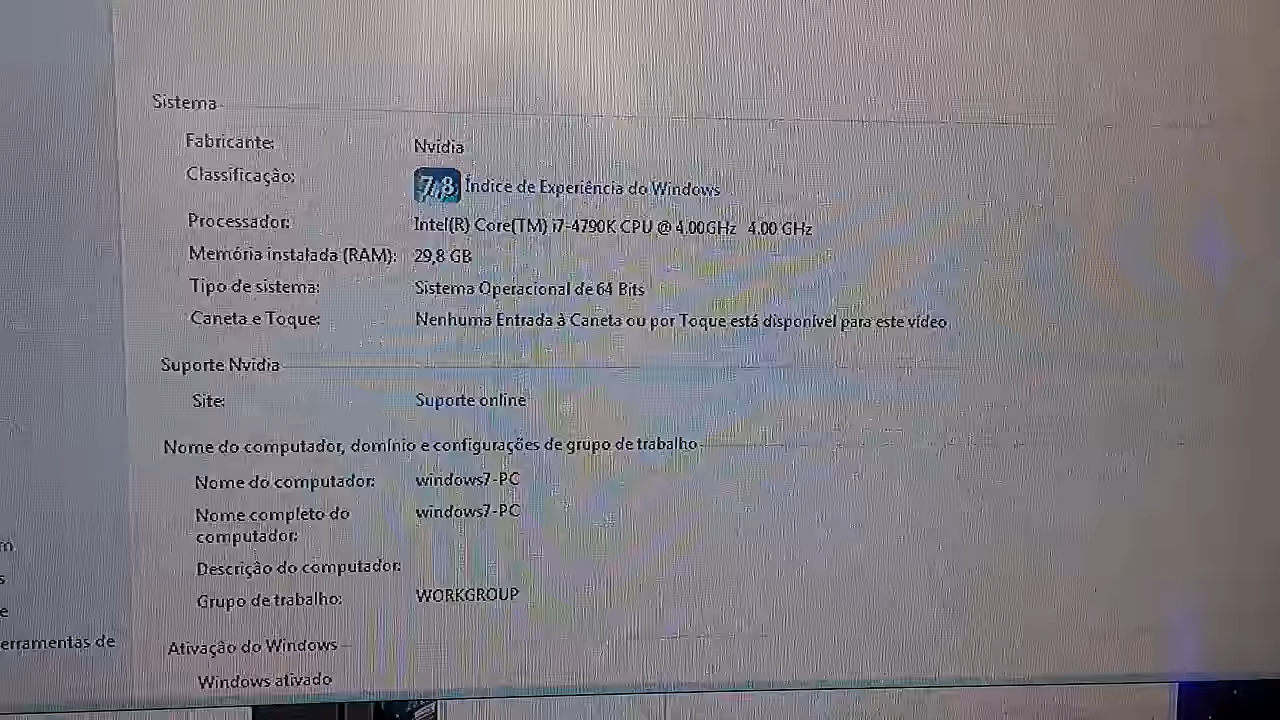 Sistema
Fabricante: Nvidia
Classificação: 7,8 Índice de Experiência do Windows
Processador: Intel(R) Core(TM) i7-4790K CPU @ 4.00GHz 4.00 GHz
Memória instalada (RAM): 29,8 GB
Tipo de sistema: Sistema Operacional de 64 Bits
Caneta e Toque: Nenhuma Entrada à Caneta ou por Toque está disponível para este vídeo
Suporte Nvidia
Site: Suporte online
Nome do computador, domínio e configurações de grupo de trabalho
Nome do computador: windows7-PC
Nome completo do windows7-PC
computador:
Descrição do computador:
Grupo de trabalho: WORKGROUP
erramentas de
Ativação do Windows
Windows ativado